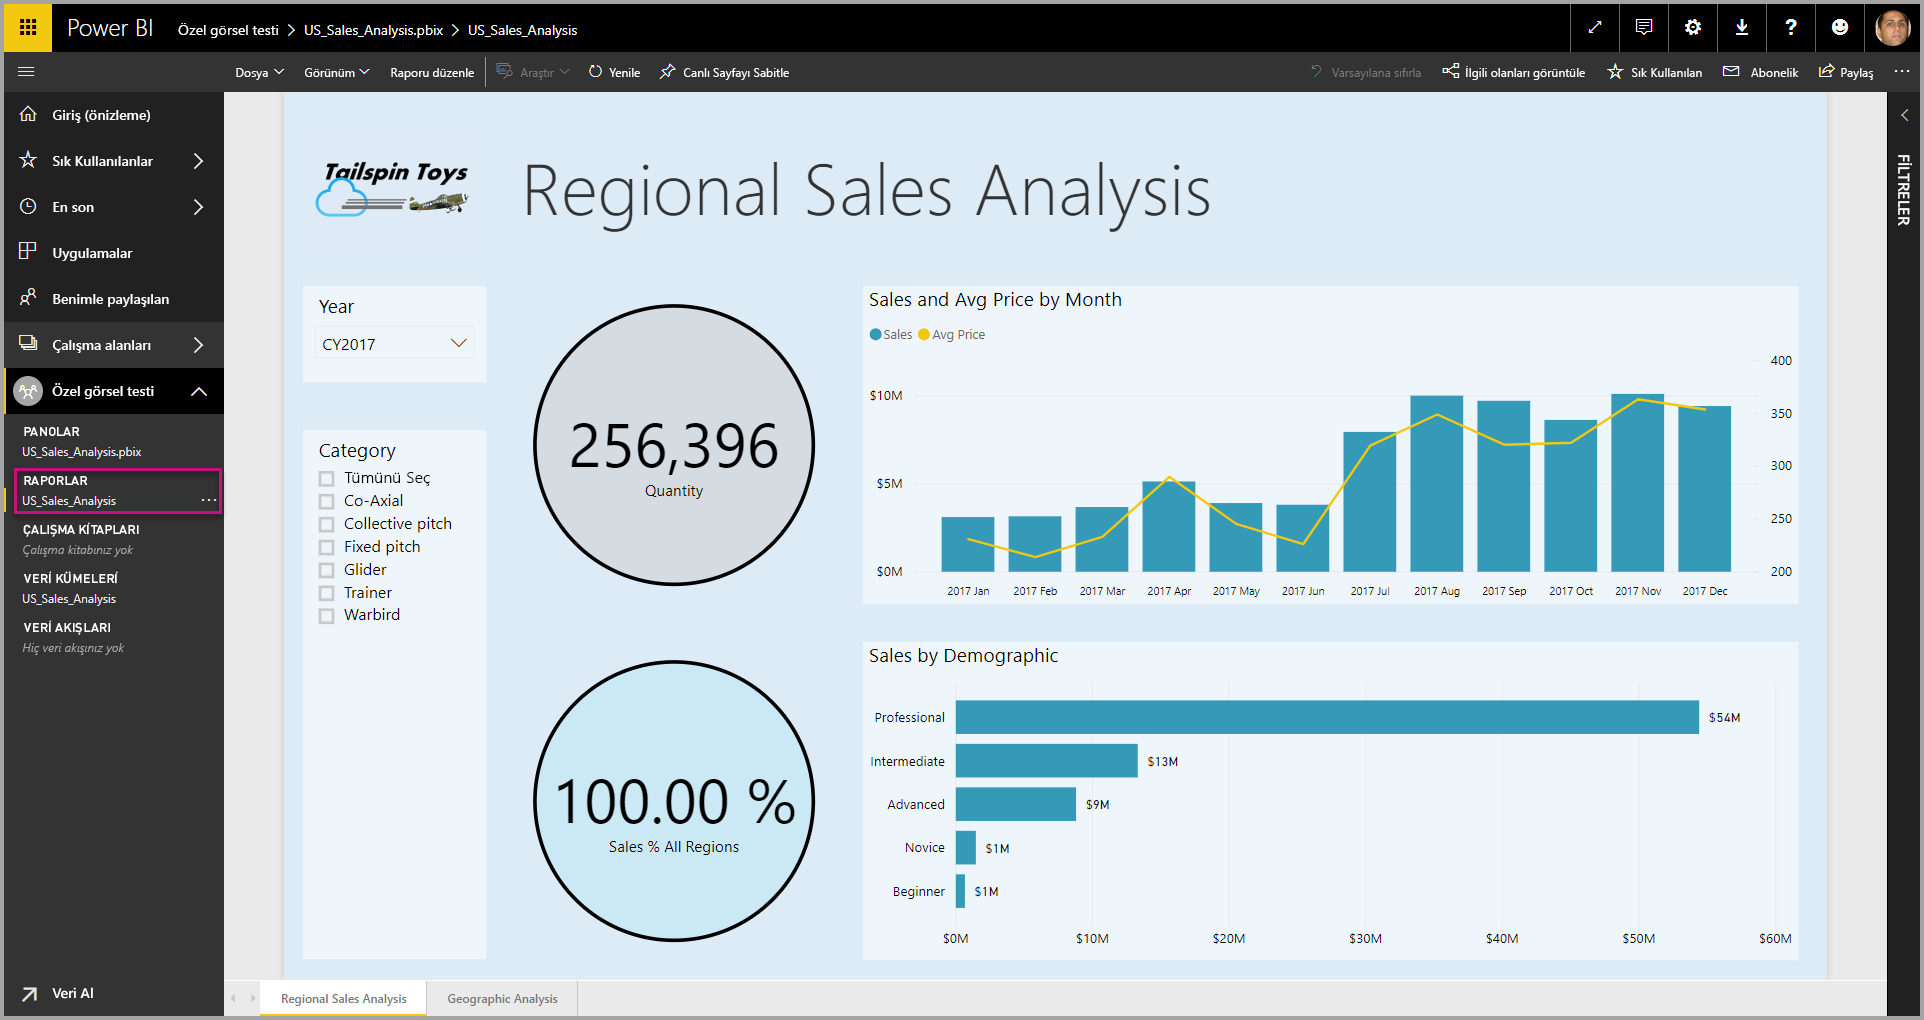 Power BI
Özel görsel testi > US_Sales_Analysis.pbix > US_Sales_Analysis
Dosya
Görünüm
Raporu düzenle
Araştır
Yenile
Canlı Sayfayı Sabitle
Varsayılana sıfırla
İlgili olanları görüntüle
Sık Kullanılan
Abonelik
Paylaş
Giriş (önizleme)
Sık Kullanılanlar
En son
Uygulamalar
Benimle paylaşılan
Çalışma alanları
Özel görsel testi
PANOLAR
US_Sales_Analysis.pbix
RAPORLAR
US_Sales_Analysis
ÇALIŞMA KİTAPLARI
Çalışma kitabınız yok
VERİ KÜMELERİ
US_Sales_Analysis
VERİ AKIŞLARI
Hiç veri akışınız yok
Veri Al
Tailspin Toys
Regional Sales Analysis
Year
CY2017
Category
Tümünü Seç
Co-Axial
Collective pitch
Fixed pitch
Glider
Trainer
Warbird
256,396
Quantity
100.00 %
Sales % All Regions
Sales and Avg Price by Month
Sales Avg Price
$10M
$5M
$0M
400
350
300
250
200
2017 Jan 2017 Feb 2017 Mar 2017 Apr 2017 May 2017 Jun 2017 Jul 2017 Aug 2017 Sep 2017 Oct 2017 Nov 2017 Dec
Sales by Demographic
Professional $54M
Intermediate $13M
Advanced $9M
Novice $1M
Beginner $1M
$0M $10M $20M $30M $40M $50M $60M
FİLTRELER
Regional Sales Analysis
Geographic Analysis